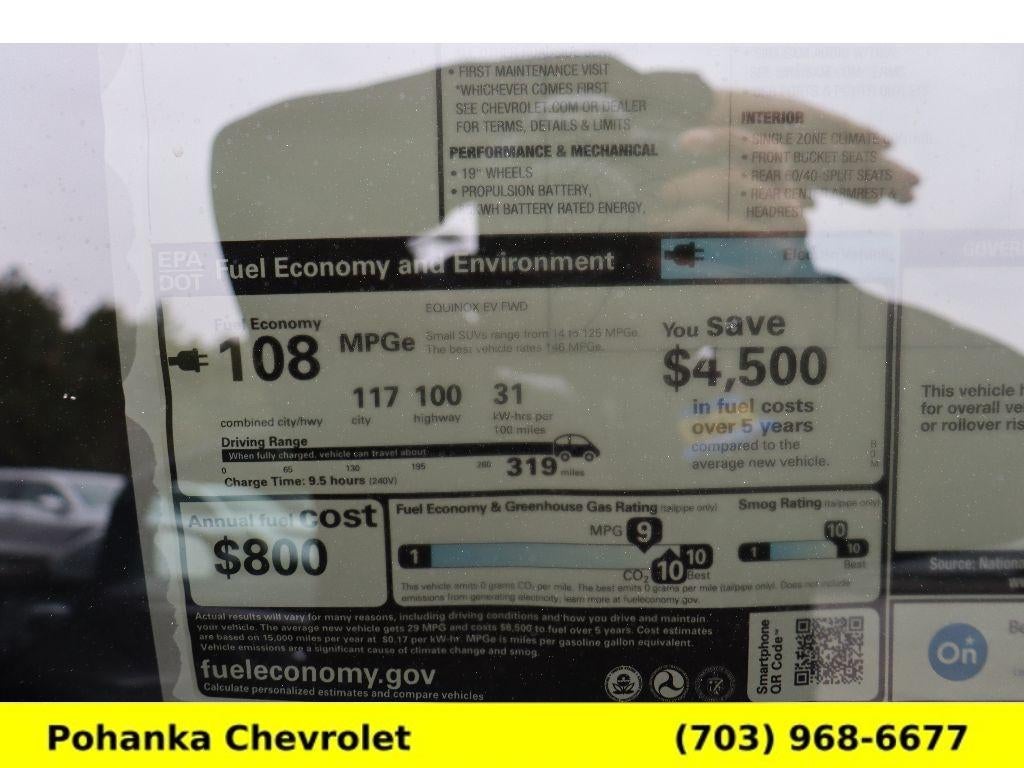 • FIRST MAINTENANCE VISIT
*WHICHEVER COMES FIRST
SEE CHEVROLET.COM OR DEALER
FOR TERMS, DETAILS & LIMITS
PERFORMANCE & MECHANICAL
• 19" WHEELS
• PROPULSION BATTERY,
KWH BATTERY RATED ENERGY,
INTERIOR
• SINGLE ZONE CLIMATE
• FRONT BUCKET SEATS
• REAR 60/40-SPLIT SEATS
• REAR CENTER ARMREST &
HEADREST
EPA
DOT
Fuel Economy and Environment
EQUINOX EV FWD
Fuel Economy
108 MPGe
Small SUVs range from 14 to 125 MPGe.
The best vehicle rates 146 MPGe.
117 100 31
combined city/hwy city highway kW-hrs per
100 miles
Driving Range
When fully charged, vehicle can travel about
0 65 130 195 260 319 miles
Charge Time: 9.5 hours (240V)
You save
$4,500
in fuel costs
over 5 years
compared to the
average new vehicle.
Annual fuel cost
$800
Fuel Economy & Greenhouse Gas Rating (tailpipe only)
MPG 9
1 10
CO2 10 Best
This vehicle emits 0 grams CO2 per mile. The best emits 0 grams per mile (tailpipe only). Does not include
emissions from generating electricity; learn more at fueleconomy.gov.
Smog Rating (tailpipe only)
10
1 10
Best
Actual results will vary for many reasons, including driving conditions and how you drive and maintain
your vehicle. The average new vehicle gets 29 MPG and costs $8,500 to fuel over 5 years. Cost estimates
are based on 15,000 miles per year at $0.17 per kW-hr. MPGe is miles per gasoline gallon equivalent.
Vehicle emissions are a significant cause of climate change and smog.
fueleconomy.gov
Calculate personalized estimates and compare vehicles
Smartphone
QR Code™
GOVER
This vehicle h
for overall ve
or rollover ris
Source: Nationa
ww
On
Be
Pohanka Chevrolet (703) 968-6677